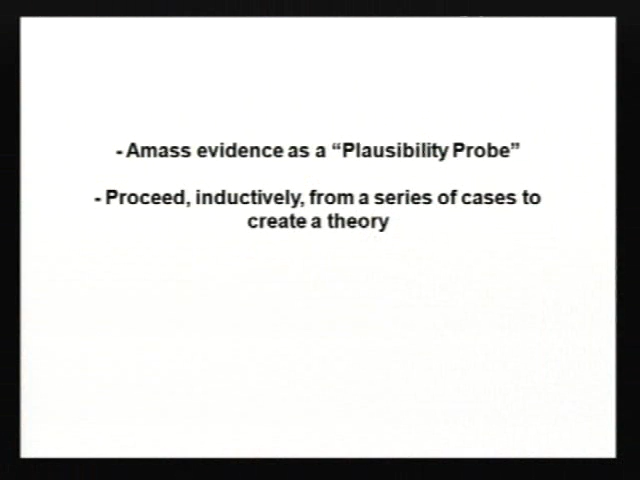 - Amass evidence as a “Plausibility Probe”
- Proceed, inductively, from a series of cases to
create a theory